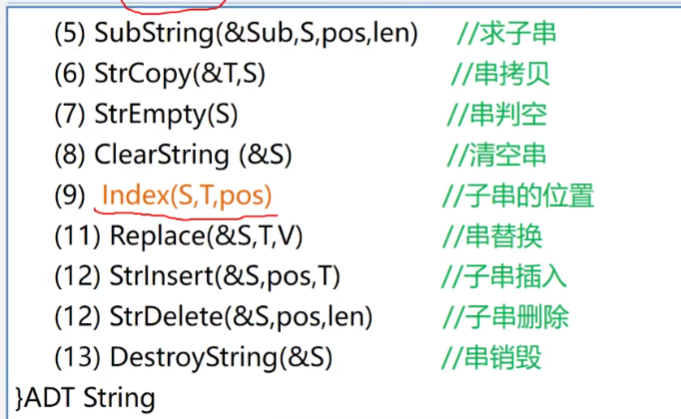 (5) SubString(&Sub,S,pos,len) //求子串
(6) StrCopy(&T,S) //串拷贝
(7) StrEmpty(S) //串判空
(8) ClearString (&S) //清空串
(9) Index(S,T,pos) //子串的位置
(11) Replace(&S,T,V) //串替换
(12) StrInsert(&S,pos,T) //子串插入
(12) StrDelete(&S,pos,len) //子串删除
(13) DestroyString(&S) //串销毁
}ADT String